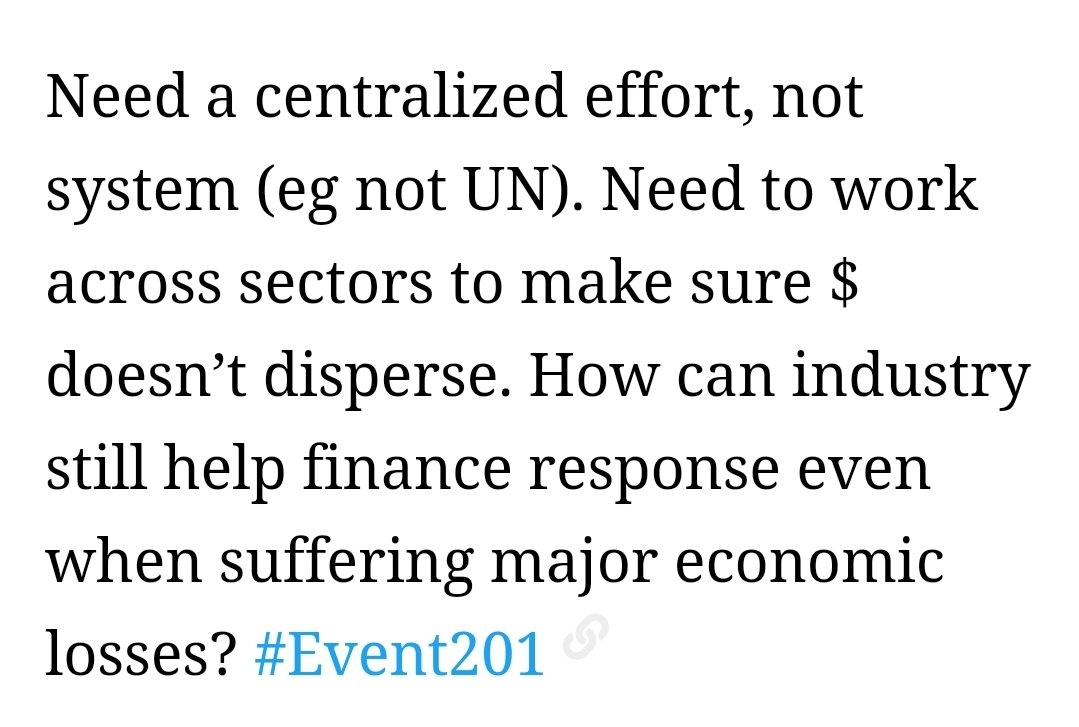 Need a centralized effort, not
system (eg not UN). Need to work
across sectors to make sure $
doesn’t disperse. How can industry
still help finance response even
when suffering major economic
losses? #Event201